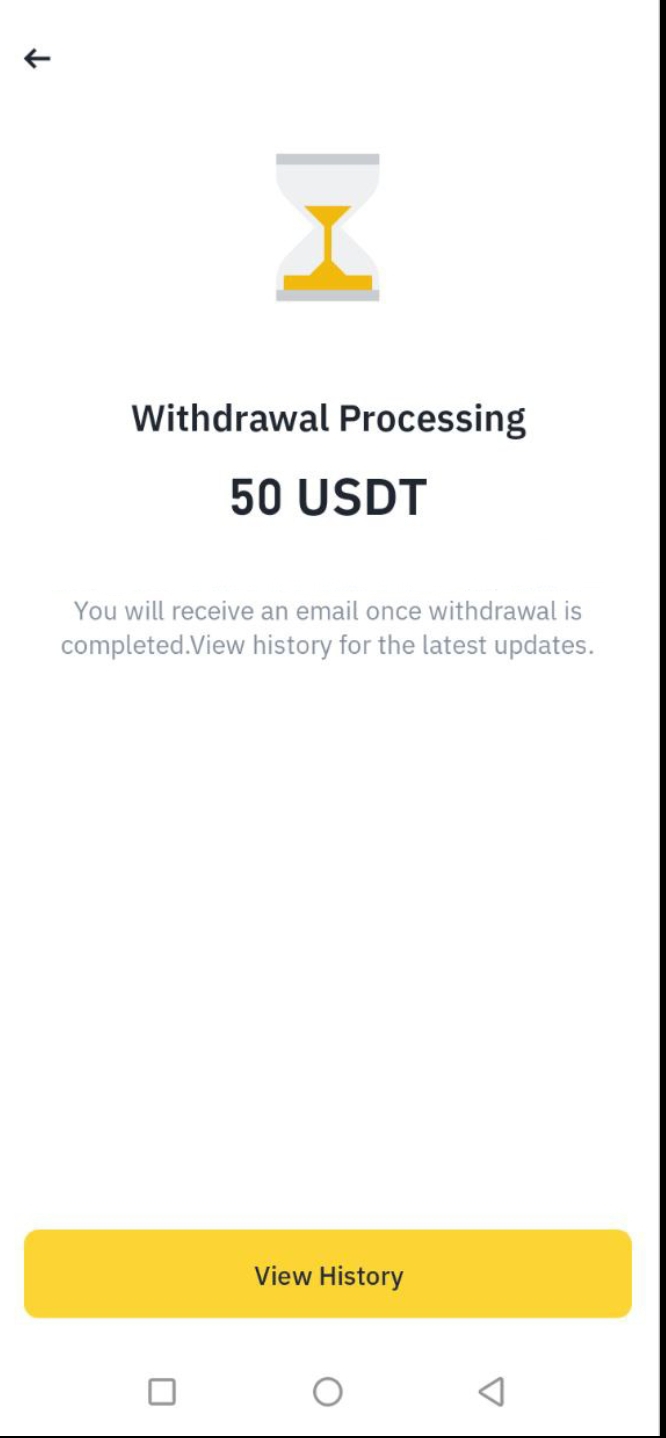 Withdrawal Processing
50 USDT
You will receive an email once withdrawal is
completed.View history for the latest updates.
View History